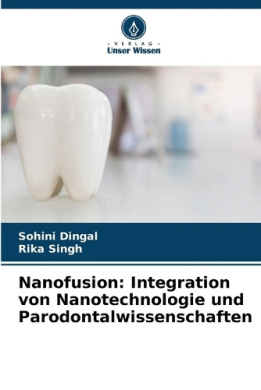 VERLAG
Unser Wissen
Sohini Dingal
Rika Singh
Nanofusion: Integration
von Nanotechnologie und
Parodontalwissenschaften